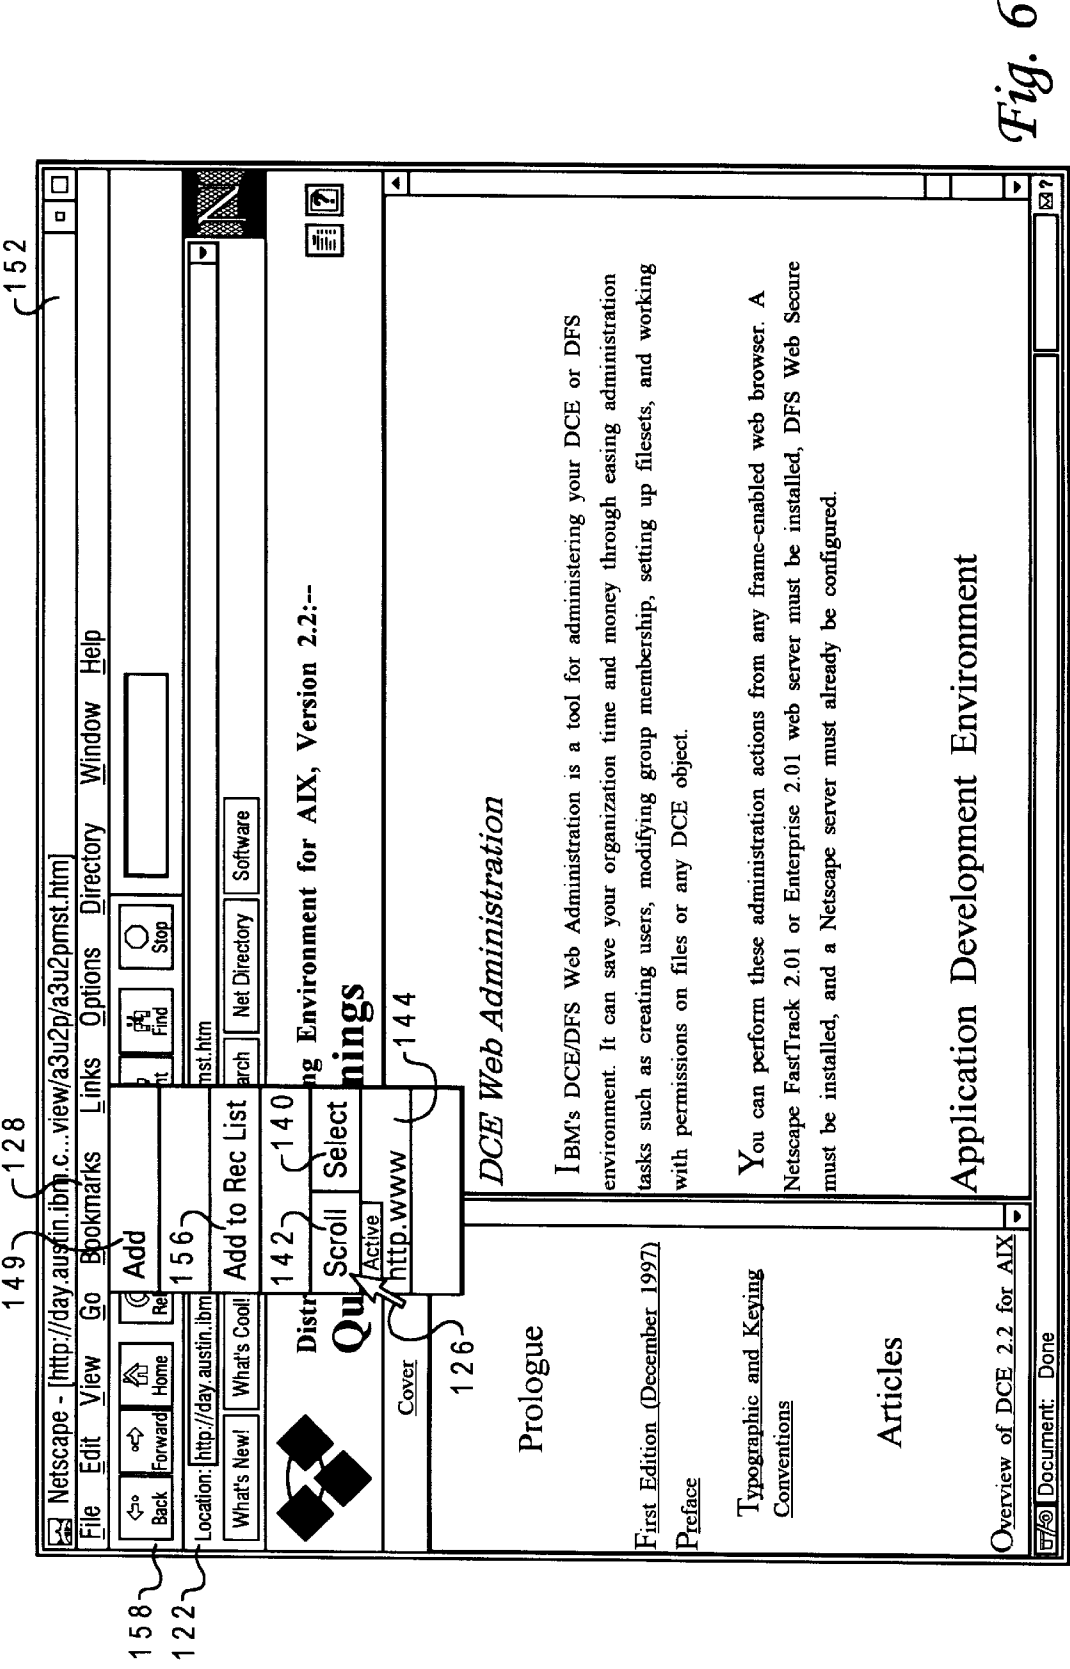 152
149
128
Netscape - [http://day.austin.ibm.c...view/a3u2p/a3u2pmst.htm]
File Edit View Go Bookmarks Links Options Directory Window Help
158
Back Forward Home Find Stop
Add
156
122
Location: http://day.austin.ibm mst.htm
What's New! What's Cool! Add to Rec List arch Net Directory Software
142 140
Distr ng Environment for AIX, Version 2.2:--
Scroll Select
Qu nings
Active
144
http.www
Cover
126
DCE Web Administration
Prologue
IBM's DCE/DFS Web Administration is a tool for administering your DCE or DFS
environment. It can save your organization time and money through easing administration
tasks such as creating users, modifying group membership, setting up filesets, and working
with permissions on files or any DCE object.
First Edition (December 1997)
Preface
Typographic and Keying
Conventions
You can perform these administration actions from any frame-enabled web browser. A
Netscape FastTrack 2.01 or Enterprise 2.01 web server must be installed, DFS Web Secure
must be installed, and a Netscape server must already be configured.
Articles
Application Development Environment
Overview of DCE 2.2 for AIX
Document: Done
Fig. 6